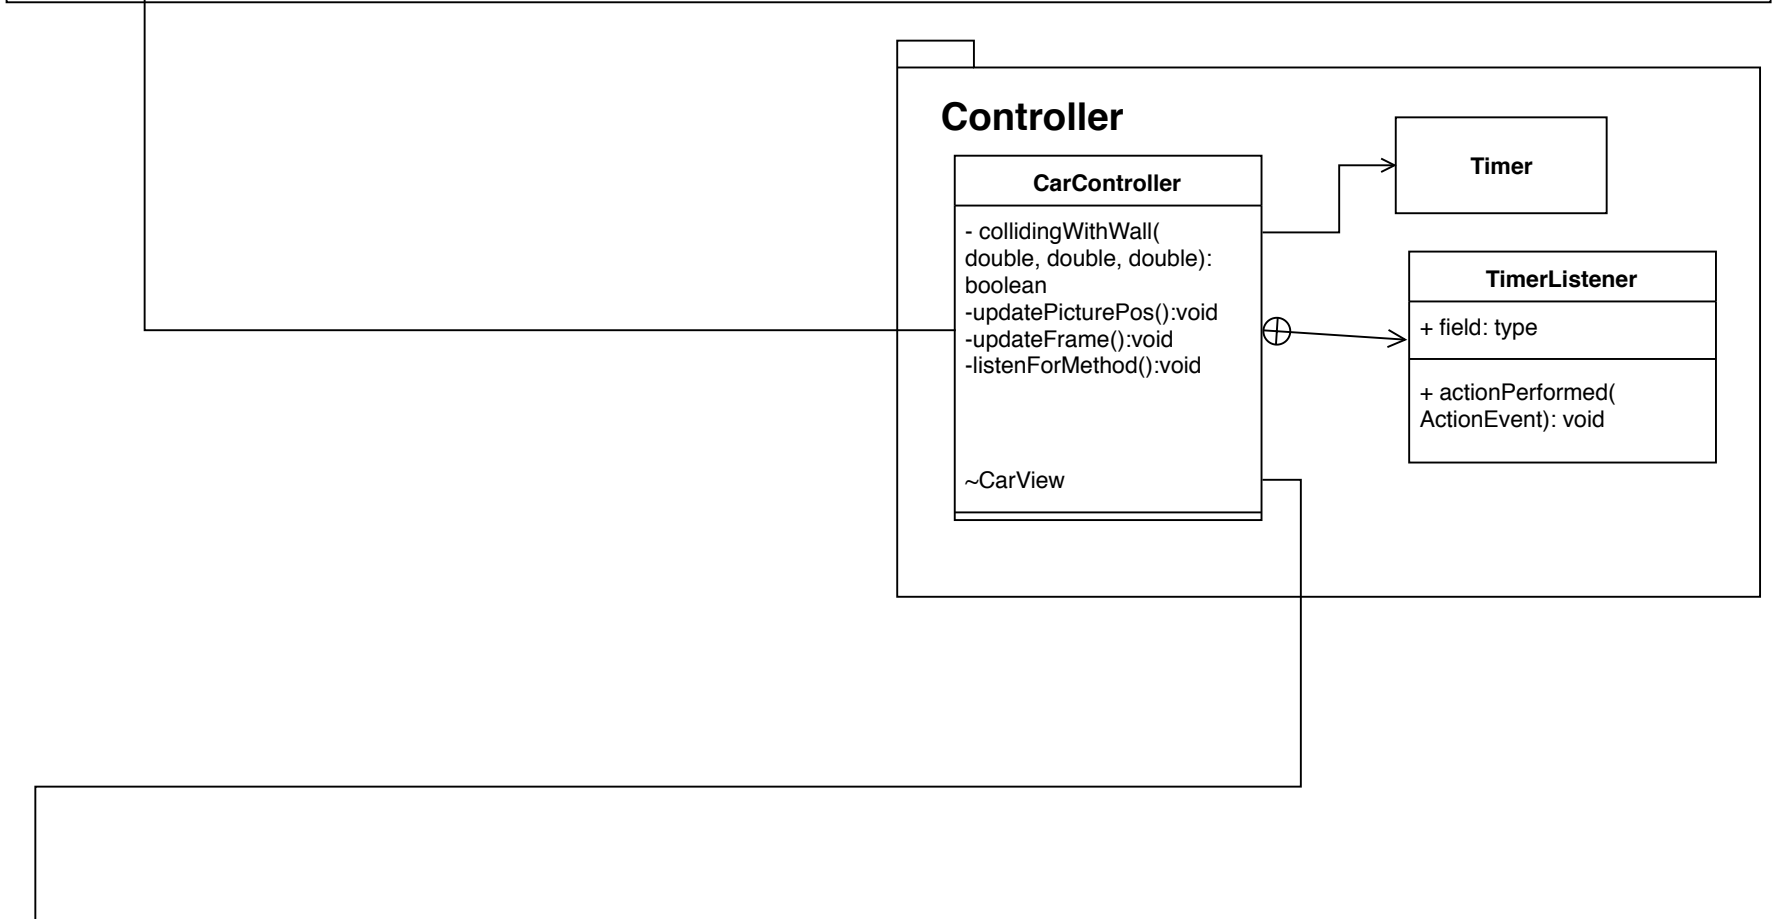 Controller
CarController
- collidingWithWall(
double, double, double):
boolean
-updatePicturePos():void
-updateFrame():void
-listenForMethod():void
~CarView
Timer
TimerListener
+ field: type
+ actionPerformed(
ActionEvent): void